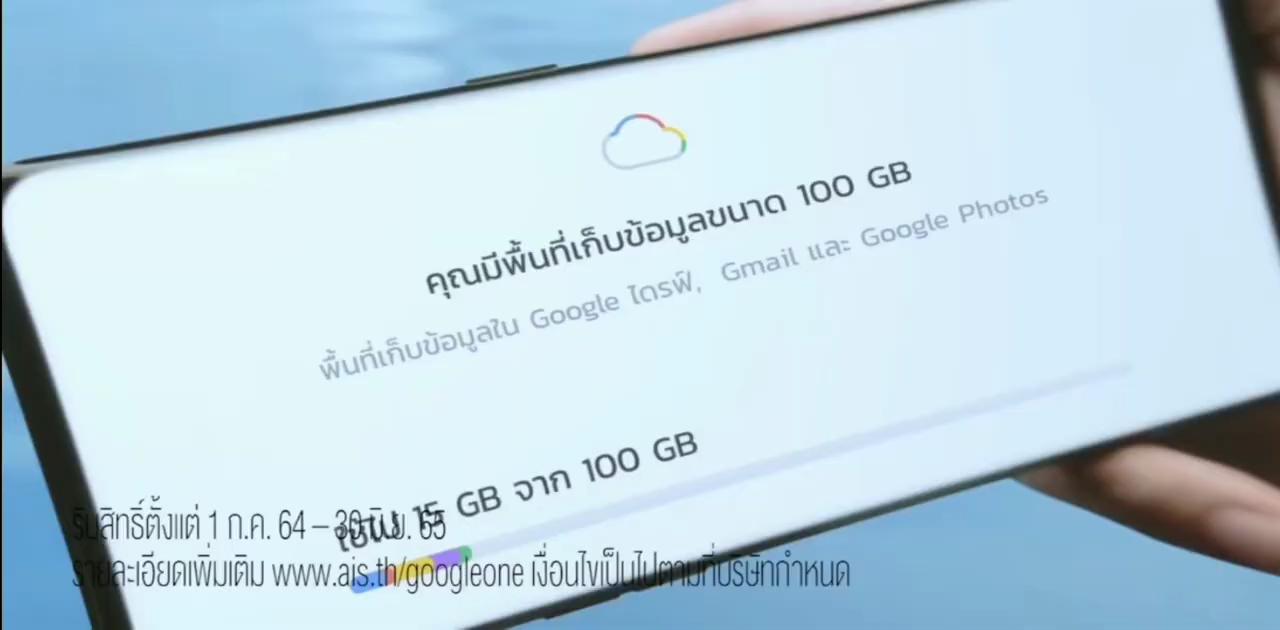 คุณมีพื้นที่เก็บข้อมูลขนาด 100 GB
พื้นที่เก็บข้อมูลใน Google ไดรฟ์, Gmail และ Google Photos
15 GB จาก 100 GB
รับสิทธิ์ตั้งแต่ 1 ก.ค. 64 – 30 มิ.ย. 65
รายละเอียดเพิ่มเติม www.ais.th/googleone เงื่อนไขเป็นไปตามที่บริษัทกำหนด